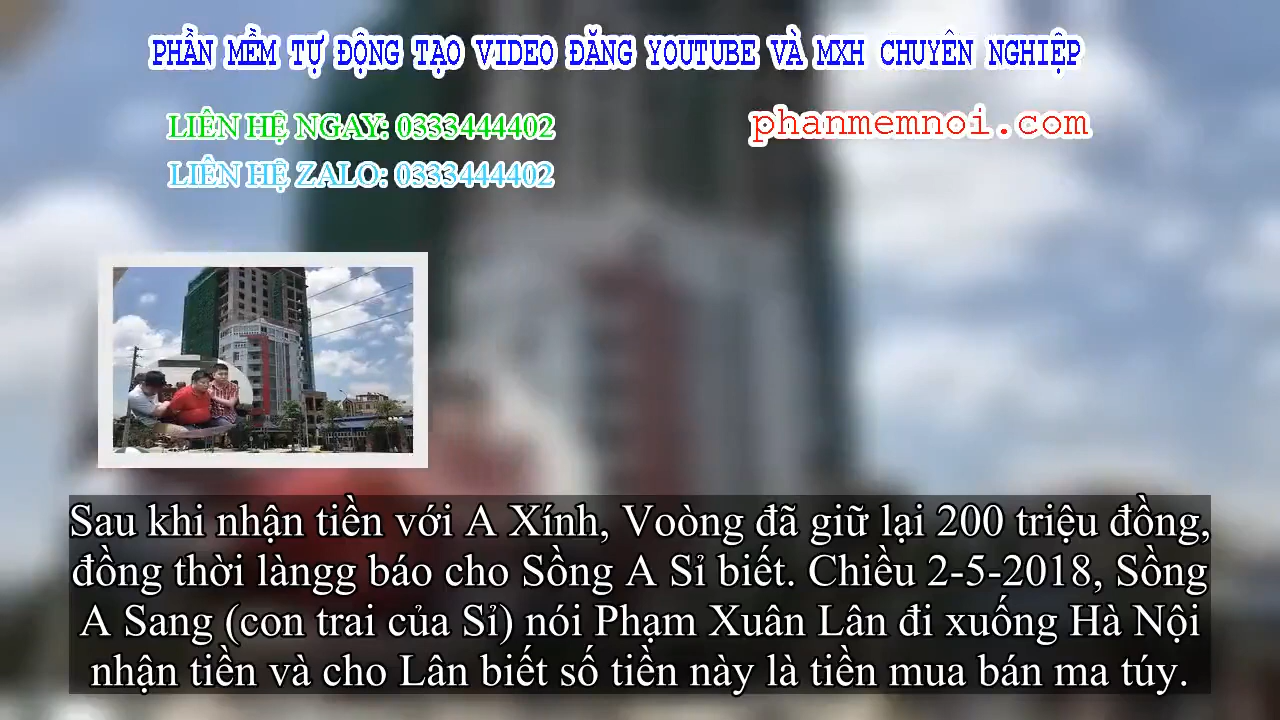 PHẦN MỀM TỰ ĐỘNG TẠO VIDEO ĐĂNG YOUTUBE VÀ MXH CHUYÊN NGHIỆP
LIÊN HỆ NGAY: 0333444402
phanmemnoi.com
LIÊN HỆ ZALO: 0333444402
Sau khi nhận tiền với A Xính, Voòng đã giữ lại 200 triệu đồng,
đồng thời làngg báo cho Sồng A Sỉ biết. Chiều 2-5-2018, Sồng
A Sang (con trai của Sỉ) nói Phạm Xuân Lân đi xuống Hà Nội
nhận tiền và cho Lân biết số tiền này là tiền mua bán ma túy.